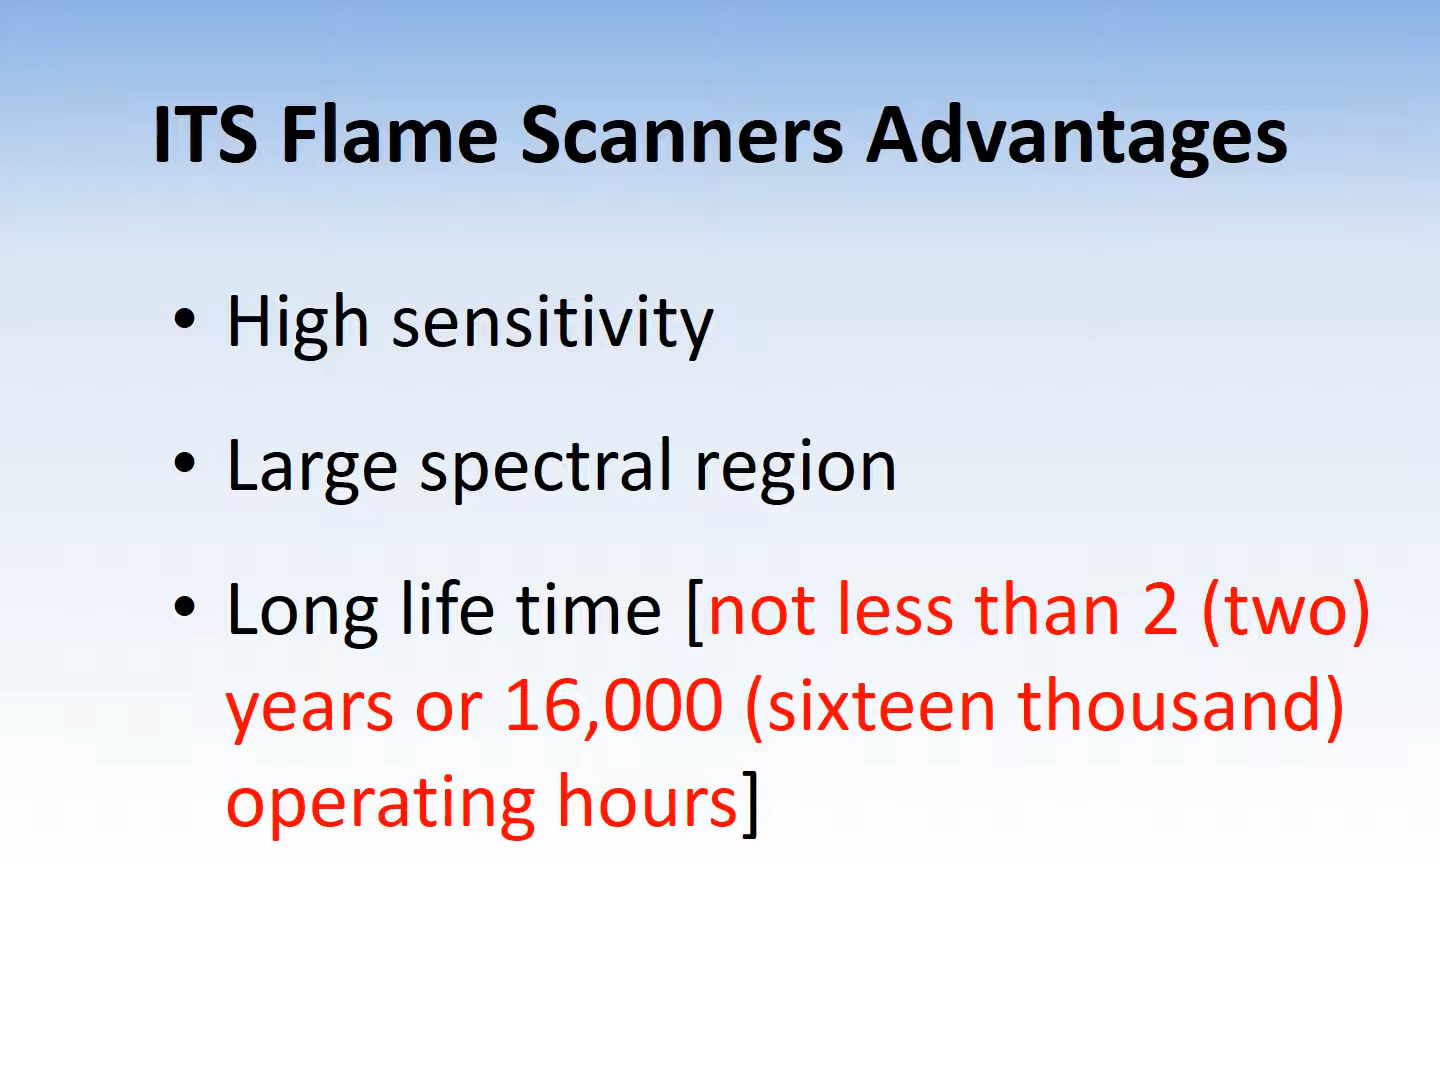 ITS Flame Scanners Advantages
• High sensitivity
• Large spectral region
• Long life time [not less than 2 (two)
years or 16,000 (sixteen thousand)
operating hours]